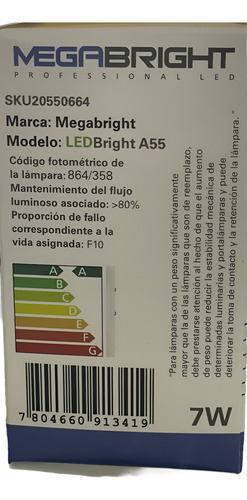 MEGABRIGHT
PROFESSIONAL LED
SKU20550664
Marca: Megabright
Modelo: LEDBright A55
Código fotométrico de
la lámpara: 864/358
Mantenimiento del flujo
luminoso asociado: >80%
Proporción de fallo
correspondiente a la
vida asignada: F10
A A
B
C
D
E
F
G
7 804660 913419
"Para lámparas con un peso significativamente
mayor que la de las lámparas que son de reemplazo,
debe prestarse atención al hecho de que el aumento
de peso puede reducir la estabilidad mecánica de
determinadas luminarias y portalámparas y puede
deteriorar la toma de contacto y la retención de la lámpara."
7W